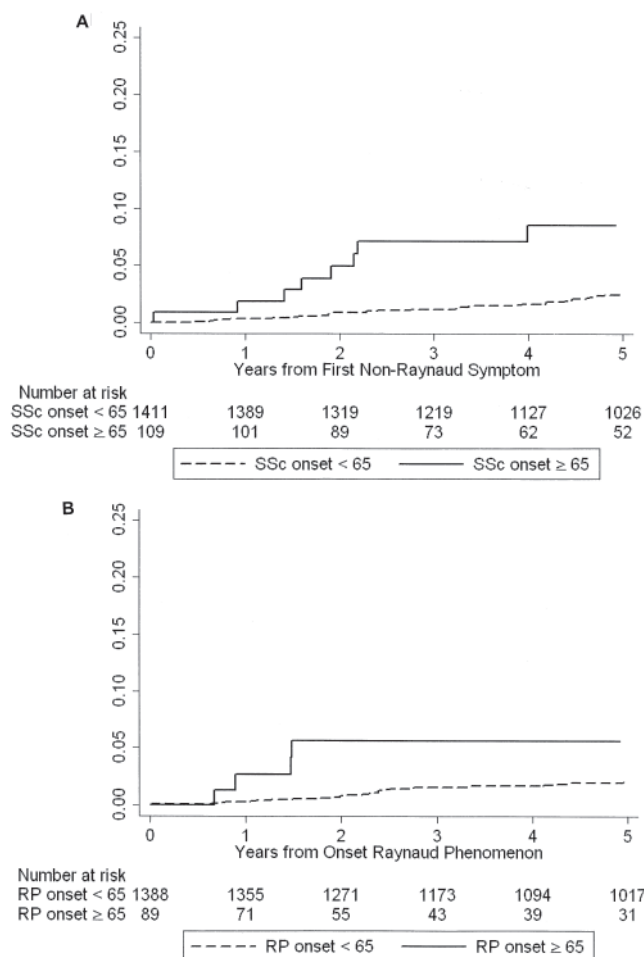 A
0.25
0.20
0.15
0.10
0.05
0.00
0 1 2 3 4 5
Years from First Non-Raynaud Symptom
Number at risk
SSc onset < 65 1411 1389 1319 1219 1127 1026
SSc onset ≥ 65 109 101 89 73 62 52
SSc onset < 65 SSc onset ≥ 65
B
0.25
0.20
0.15
0.10
0.05
0.00
0 1 2 3 4 5
Years from Onset Raynaud Phenomenon
Number at risk
RP onset < 65 1388 1355 1271 1173 1094 1017
RP onset ≥ 65 89 71 55 43 39 31
RP onset < 65 RP onset ≥ 65